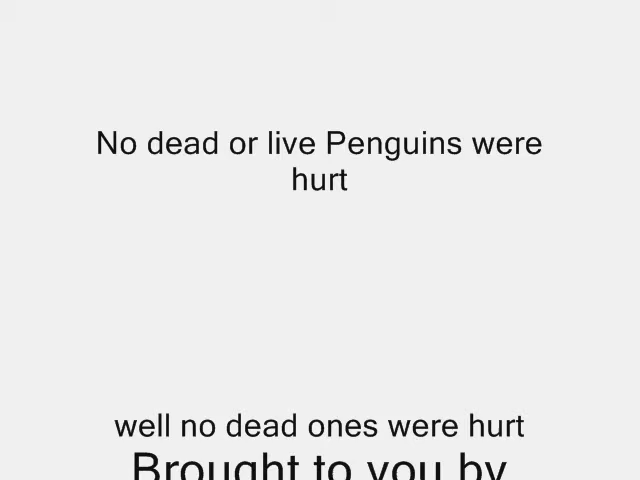 No dead or live Penguins were
hurt
well no dead ones were hurt
Brought to you by